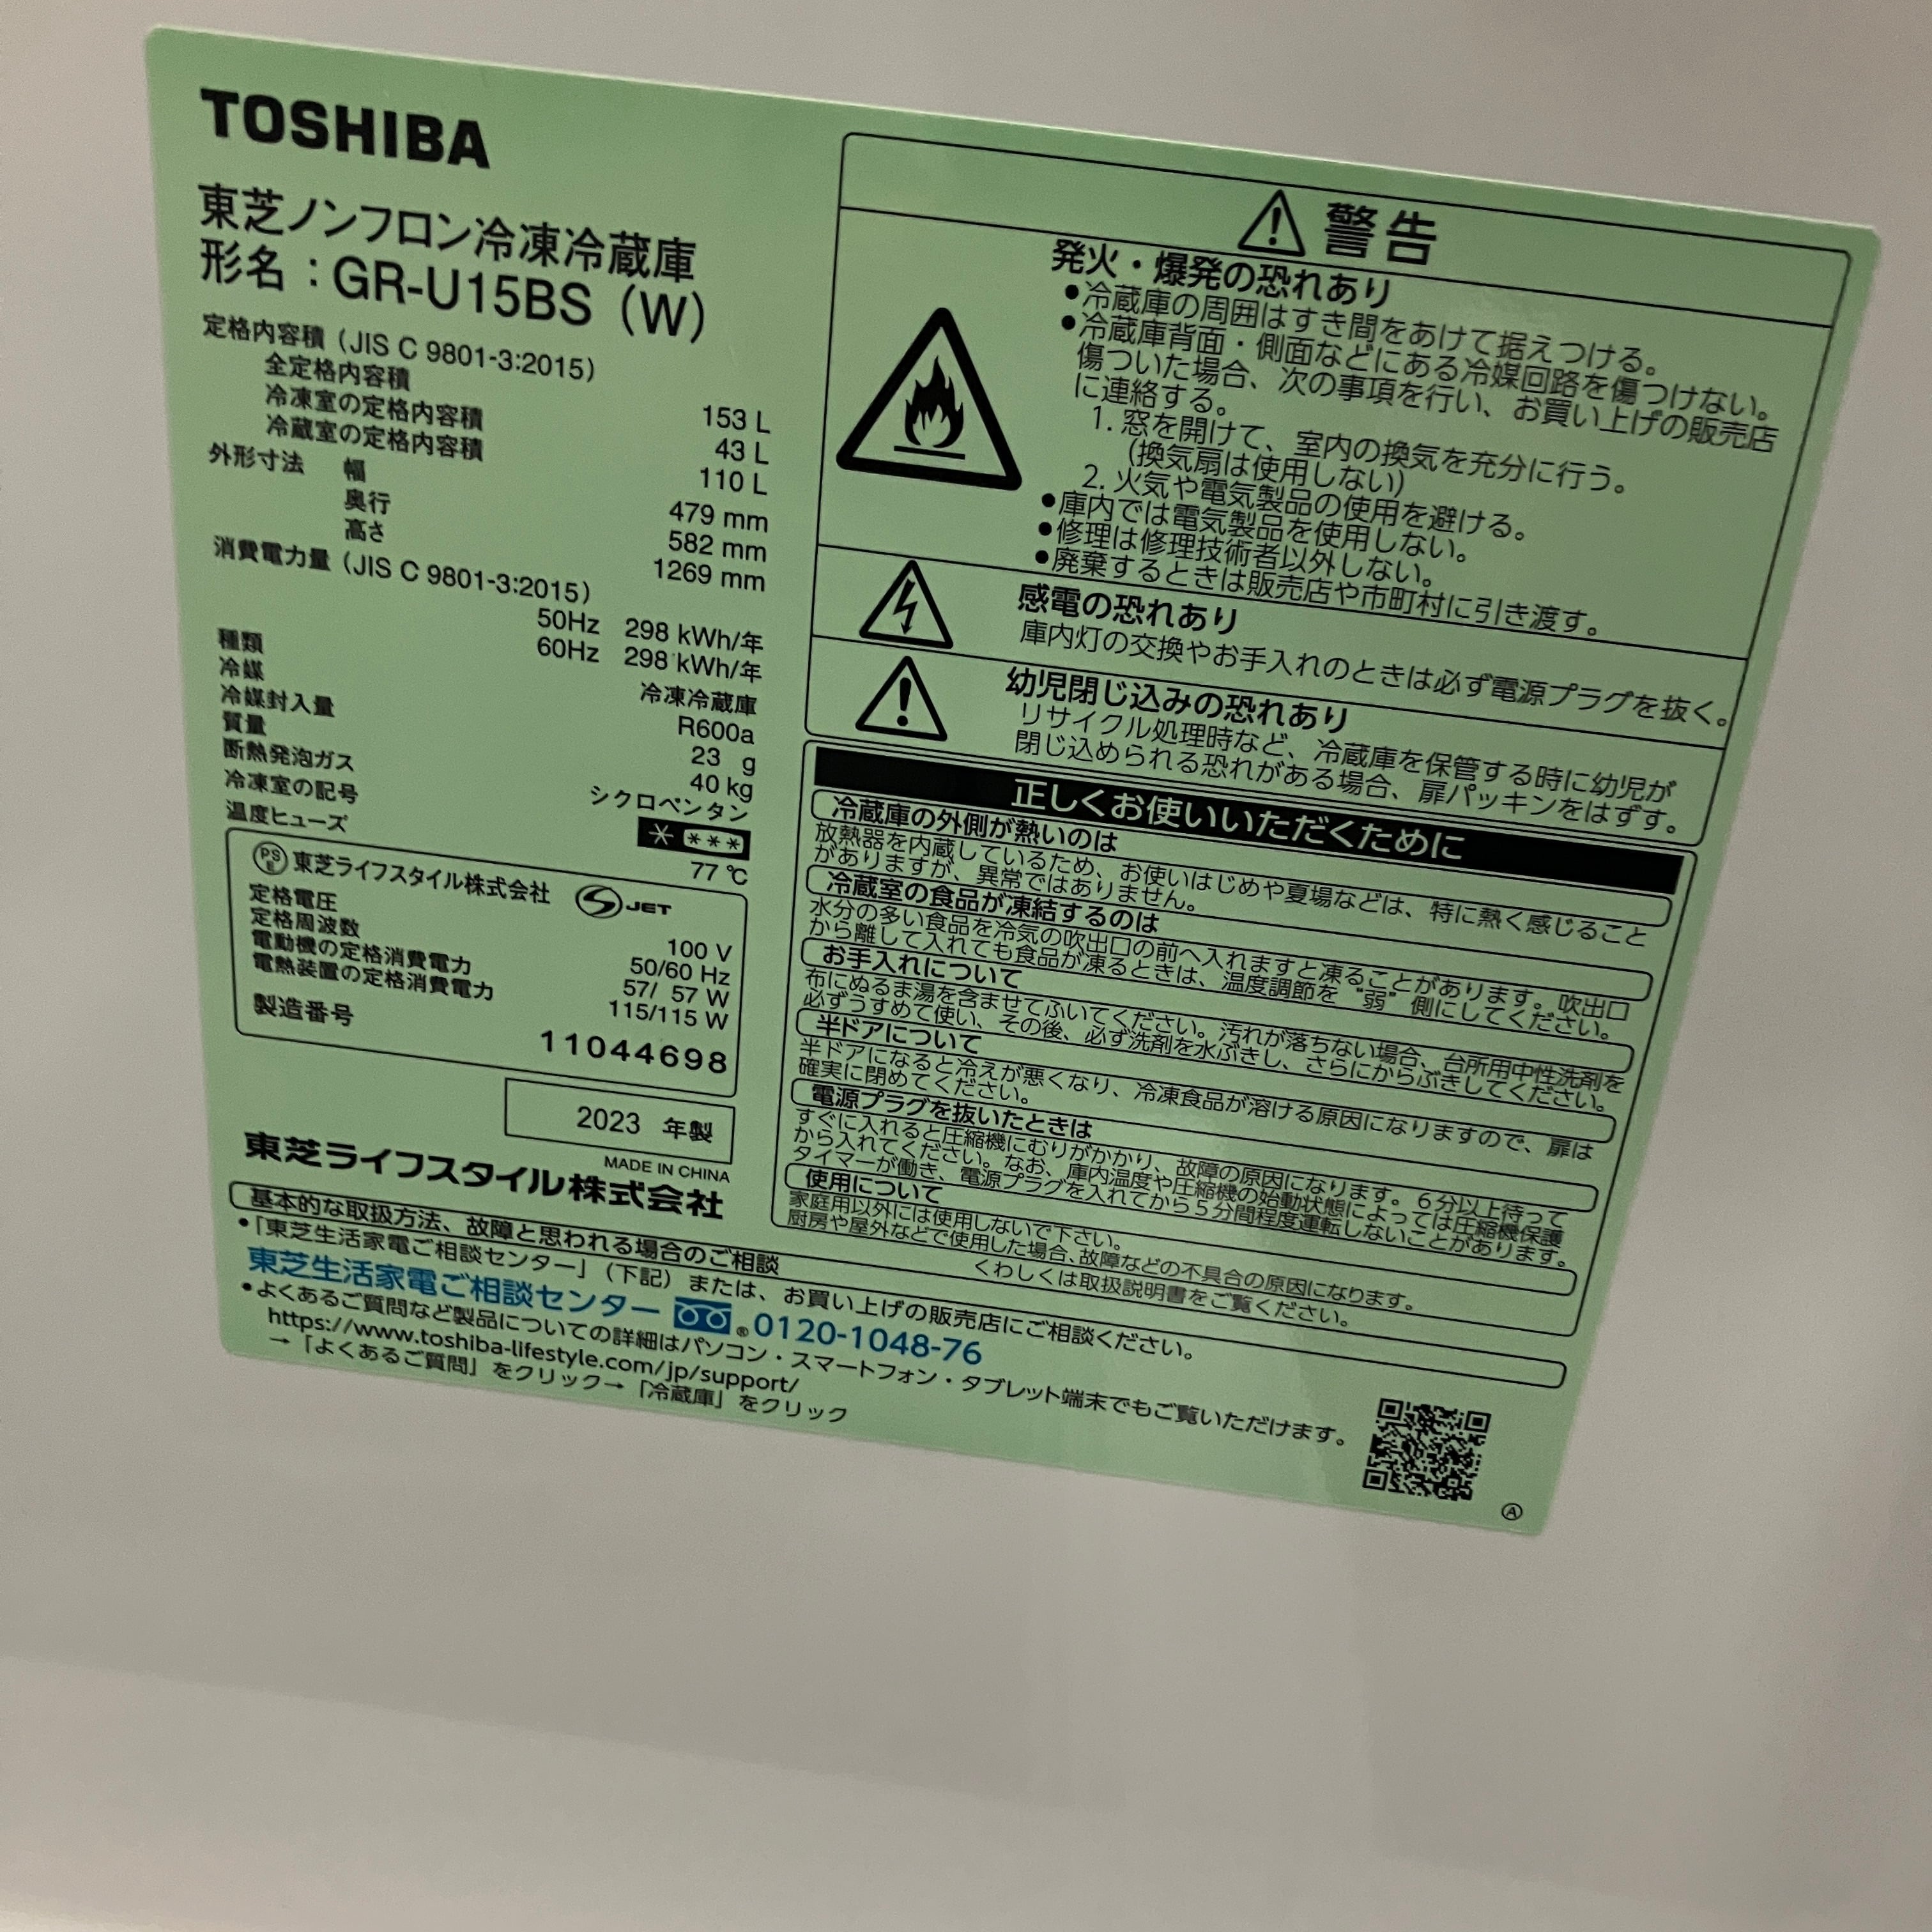 TOSHIBA
東芝ノンフロン冷凍冷蔵庫
形名：GR-U15BS（W）
定格内容積（JIS C 9801-3:2015）
全定格内容積 153 L
冷凍室の定格内容積 43 L
冷蔵室の定格内容積 110 L
外形寸法 幅 479 mm
奥行 582 mm
高さ 1269 mm
消費電力量（JIS C 9801-3:2015）
50Hz 298 kWh/年
60Hz 298 kWh/年
種類 冷凍冷蔵庫
冷媒 R600a
冷媒封入量 23 g
質量 40 kg
断熱発泡ガス シクロペンタン
冷凍室の記号 * ***
温度ヒューズ 77 ℃
PSE 東芝ライフスタイル株式会社 S JET
定格電圧 100 V
定格周波数 50/60 Hz
電動機の定格消費電力 57/ 57 W
電熱装置の定格消費電力 115/115 W
製造番号 11044698
2023 年製
MADE IN CHINA
東芝ライフスタイル株式会社
警告
発火・爆発の恐れあり
●冷蔵庫の周囲はすき間をあけて据えつける。
●冷蔵庫背面・側面などにある冷媒回路を傷つけない。
傷ついた場合、次の事項を行い、お買い上げの販売店
に連絡する。
1. 窓を開けて、室内の換気を充分に行う。
(換気扇は使用しない)
2. 火気や電気製品の使用を避ける。
●庫内では電気製品を使用しない。
●修理は修理技術者以外しない。
●廃棄するときは販売店や市町村に引き渡す。
感電の恐れあり
庫内灯の交換やお手入れのときは必ず電源プラグを抜く。
幼児閉じ込みの恐れあり
リサイクル処理時など、冷蔵庫を保管する時に幼児が
閉じ込められる恐れがある場合、扉パッキンをはずす。
正しくお使いいただくために
冷蔵庫の外側が熱いのは
放熱器を内蔵しているため、お使いはじめや夏場などは、特に熱く感じること
がありますが、異常ではありません。
冷蔵室の食品が凍結するのは
水分の多い食品を冷気の吹出口の前へ入れますと凍ることがあります。吹出口
から離して入れても食品が凍るときは、温度調節を“弱”側にしてください。
お手入れについて
布にぬるま湯を含ませてふいてください。汚れが落ちない場合、台所用中性洗剤を
必ずうすめて使い、その後、必ず洗剤を水ぶきし、さらにからぶきしてください。
半ドアについて
半ドアになると冷えが悪くなり、冷凍食品が溶ける原因になりますので、扉は
確実に閉めてください。
電源プラグを抜いたときは
すぐに入れると圧縮機にむりがかかり、故障の原因になります。6分以上待って
から入れてください。なお、庫内温度や圧縮機の始動状態によっては圧縮機保護
タイマーが働き、電源プラグを入れてから5分間程度運転しないことがあります。
使用について
家庭用以外には使用しないで下さい。
厨房や屋外などで使用した場合、故障などの不具合の原因になります。
くわしくは取扱説明書をご覧ください。
基本的な取扱方法、故障と思われる場合のご相談
●「東芝生活家電ご相談センター」（下記）または、お買い上げの販売店にご相談ください。
東芝生活家電ご相談センター ®0120-1048-76
●よくあるご質問など製品についての詳細はパソコン・スマートフォン・タブレット端末でもご覧いただけます。
https://www.toshiba-lifestyle.com/jp/support/
→「よくあるご質問」をクリック→「冷蔵庫」をクリック
Ⓐ